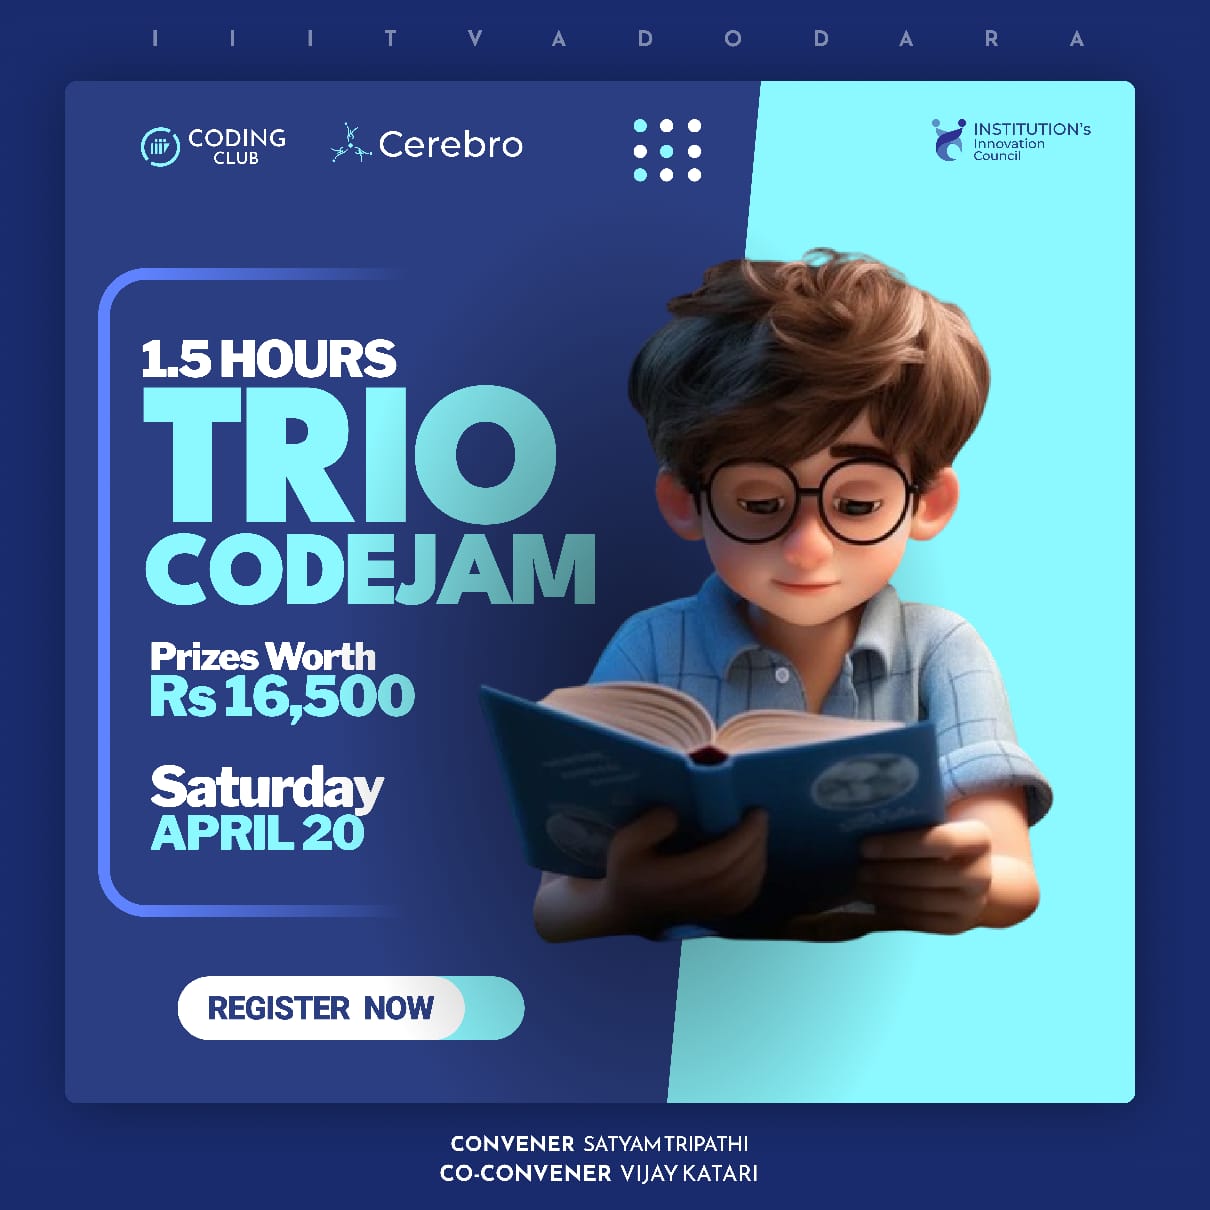 I I I T V A D O D A R A
CODING
CLUB
Cerebro
INSTITUTION's
Innovation
Council
1.5 HOURS
TRIO
CODEJAM
Prizes Worth
Rs 16,500
Saturday
APRIL 20
REGISTER NOW
CONVENER SATYAM TRIPATHI
CO-CONVENER VIJAY KATARI